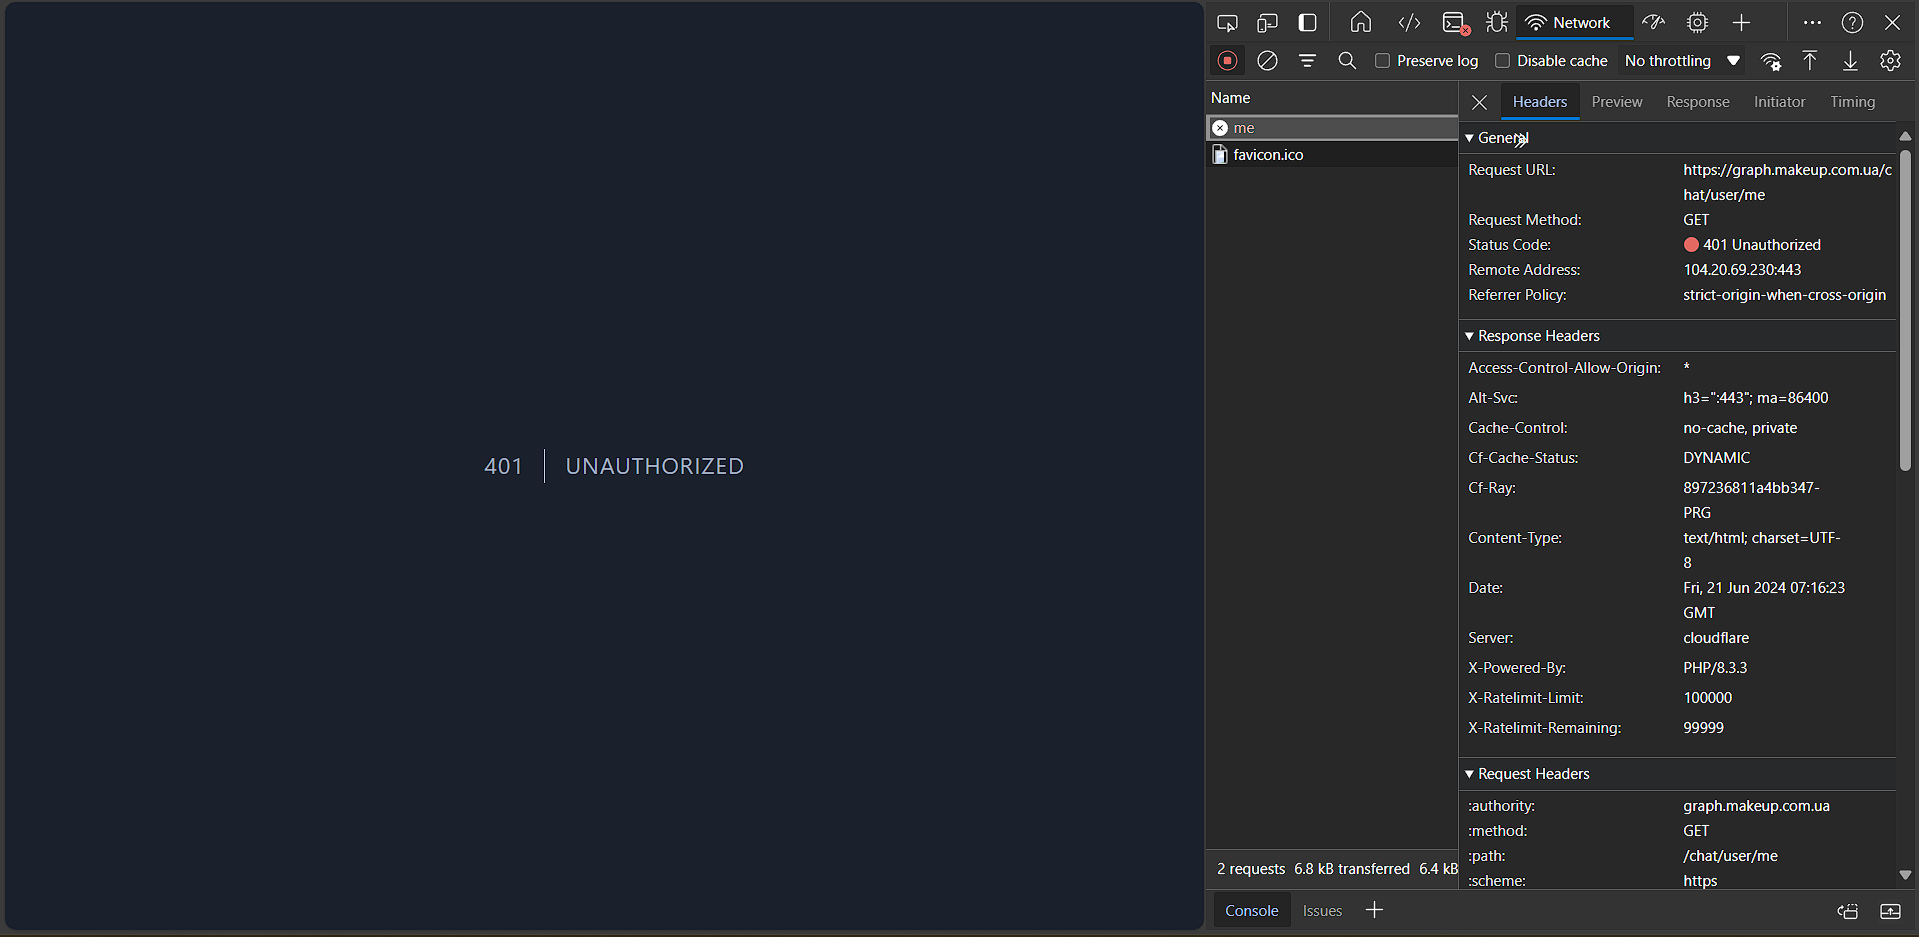 401 | UNAUTHORIZED
Network
Preserve log
Disable cache
No throttling
Name
me
favicon.ico
2 requests 6.8 kB transferred 6.4 kB
Headers Preview Response Initiator Timing
General
Request URL: https://graph.makeup.com.ua/c
hat/user/me
Request Method: GET
Status Code: 401 Unauthorized
Remote Address: 104.20.69.230:443
Referrer Policy: strict-origin-when-cross-origin
Response Headers
Access-Control-Allow-Origin: *
Alt-Svc: h3=":443"; ma=86400
Cache-Control: no-cache, private
Cf-Cache-Status: DYNAMIC
Cf-Ray: 897236811a4bb347-
PRG
Content-Type: text/html; charset=UTF-
8
Date: Fri, 21 Jun 2024 07:16:23
GMT
Server: cloudflare
X-Powered-By: PHP/8.3.3
X-Ratelimit-Limit: 100000
X-Ratelimit-Remaining: 99999
Request Headers
:authority: graph.makeup.com.ua
:method: GET
:path: /chat/user/me
:scheme: https
Console Issues